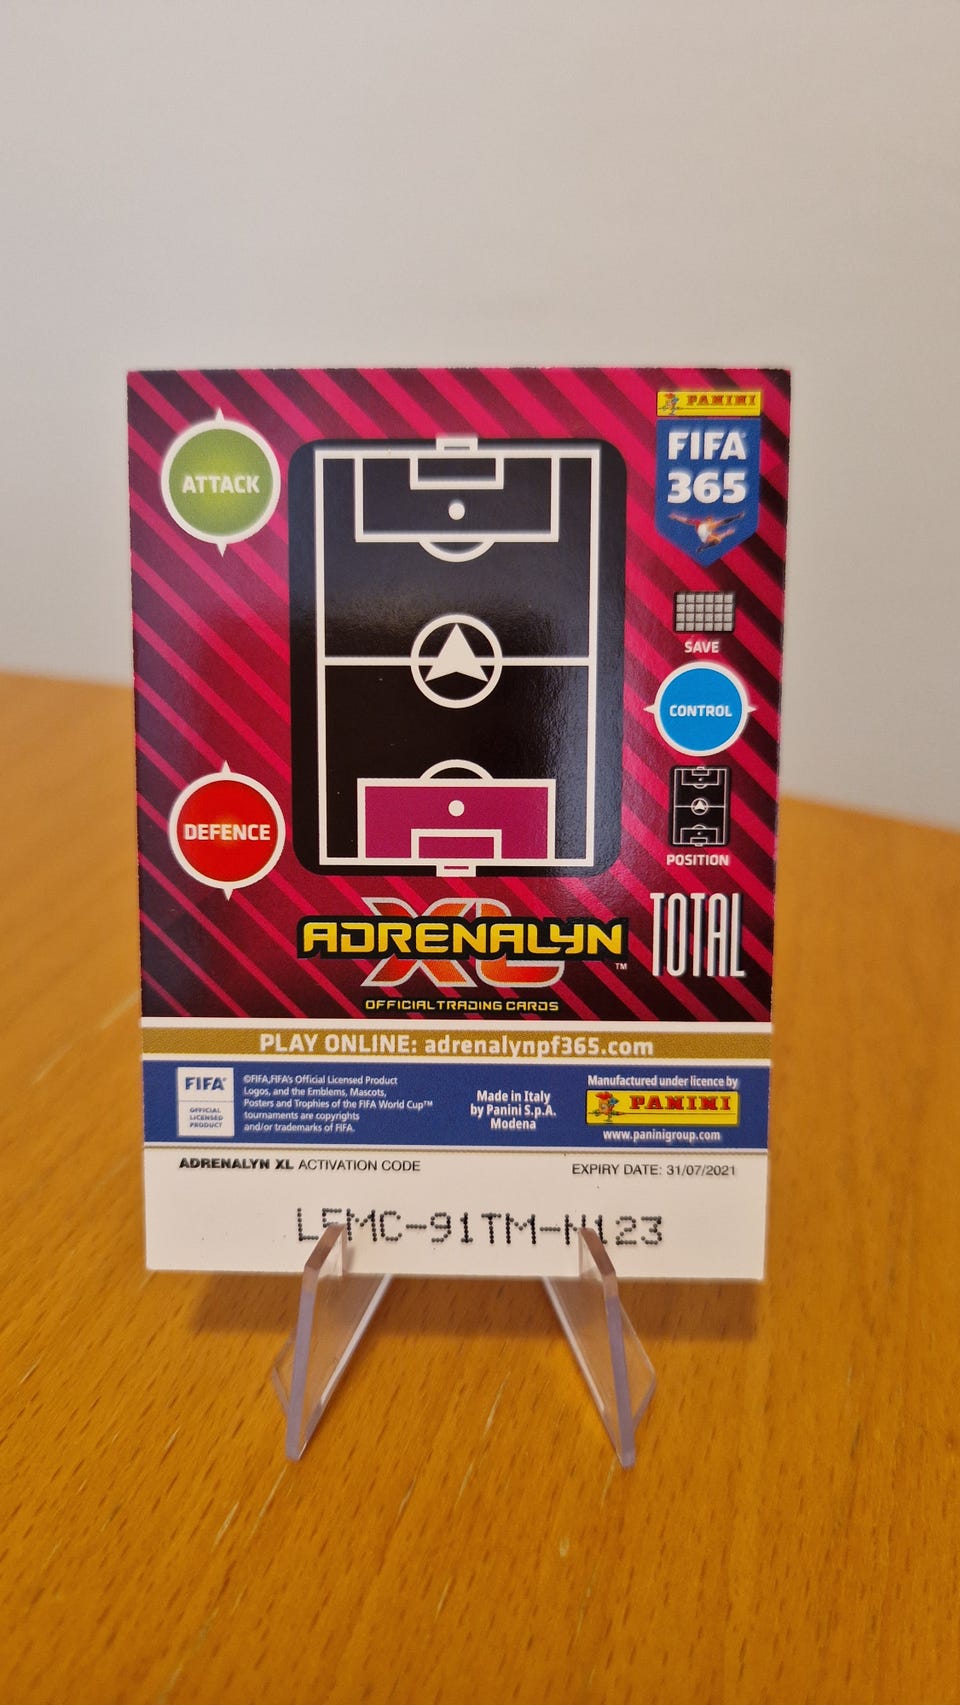 PANINI
FIFA
365
ATTACK
SAVE
CONTROL
DEFENCE
POSITION
TOTAL
ADRENALYN
XL
™
OFFICIAL TRADING CARDS
PLAY ONLINE: adrenalynpf365.com
FIFA®
OFFICIAL
LICENSED
PRODUCT
©FIFA,FIFA's Official Licensed Product
Logos, and the Emblems, Mascots,
Posters and Trophies of the FIFA World Cup™
tournaments are copyrights
and/or trademarks of FIFA.
Made in Italy
by Panini S.p.A.
Modena
Manufactured under licence by
PANINI
www.paninigroup.com
ADRENALYN XL ACTIVATION CODE
EXPIRY DATE: 31/07/2021